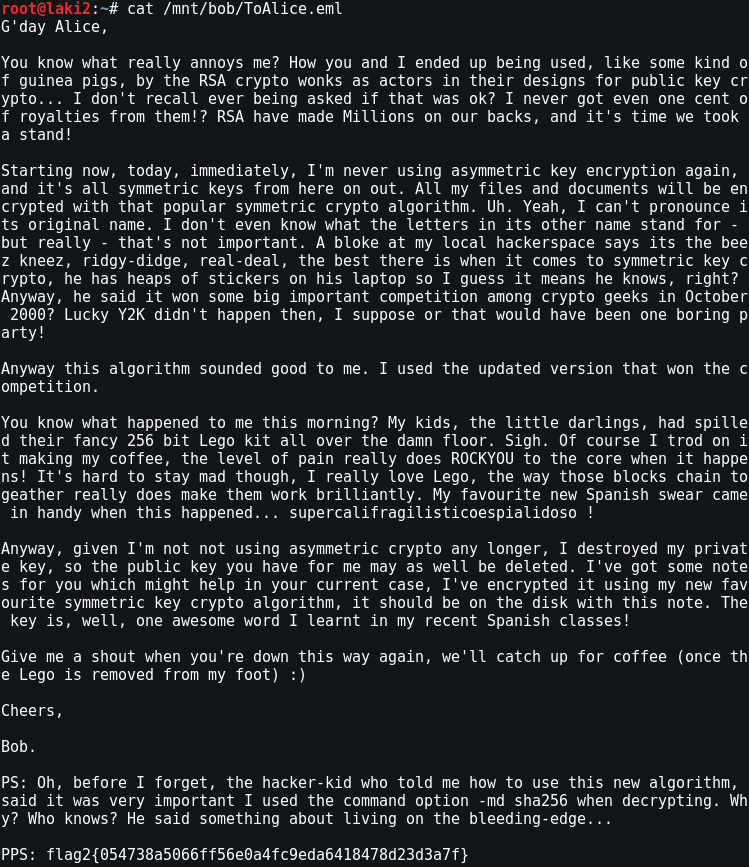 root@laki2:~# cat /mnt/bob/ToAlice.eml
G'day Alice,

You know what really annoys me? How you and I ended up being used, like some kind o
f guinea pigs, by the RSA crypto wonks as actors in their designs for public key cr
ypto... I don't recall ever being asked if that was ok? I never got even one cent o
f royalties from them!? RSA have made Millions on our backs, and it's time we took
a stand!

Starting now, today, immediately, I'm never using asymmetric key encryption again,
and it's all symmetric keys from here on out. All my files and documents will be en
crypted with that popular symmetric crypto algorithm. Uh. Yeah, I can't pronounce i
ts original name. I don't even know what the letters in its other name stand for -
but really - that's not important. A bloke at my local hackerspace says its the bee
z kneez, ridgy-didge, real-deal, the best there is when it comes to symmetric key c
rypto, he has heaps of stickers on his laptop so I guess it means he knows, right?
Anyway, he said it won some big important competition among crypto geeks in October
 2000? Lucky Y2K didn't happen then, I suppose or that would have been one boring p
arty!

Anyway this algorithm sounded good to me. I used the updated version that won the c
ompetition.

You know what happened to me this morning? My kids, the little darlings, had spille
d their fancy 256 bit Lego kit all over the damn floor. Sigh. Of course I trod on i
t making my coffee, the level of pain really does ROCKYOU to the core when it happe
ns! It's hard to stay mad though, I really love Lego, the way those blocks chain to
geather really does make them work brilliantly. My favourite new Spanish swear came
 in handy when this happened... supercalifragilisticoespialidoso !

Anyway, given I'm not not using asymmetric crypto any longer, I destroyed my privat
e key, so the public key you have for me may as well be deleted. I've got some note
s for you which might help in your current case, I've encrypted it using my new fav
ourite symmetric key crypto algorithm, it should be on the disk with this note. The
 key is, well, one awesome word I learnt in my recent Spanish classes!

Give me a shout when you're down this way again, we'll catch up for coffee (once th
e Lego is removed from my foot) :)

Cheers,

Bob.

PS: Oh, before I forget, the hacker-kid who told me how to use this new algorithm,
said it was very important I used the command option -md sha256 when decrypting. Wh
y? Who knows? He said something about living on the bleeding-edge...

PPS: flag2{054738a5066ff56e0a4fc9eda6418478d23d3a7f}